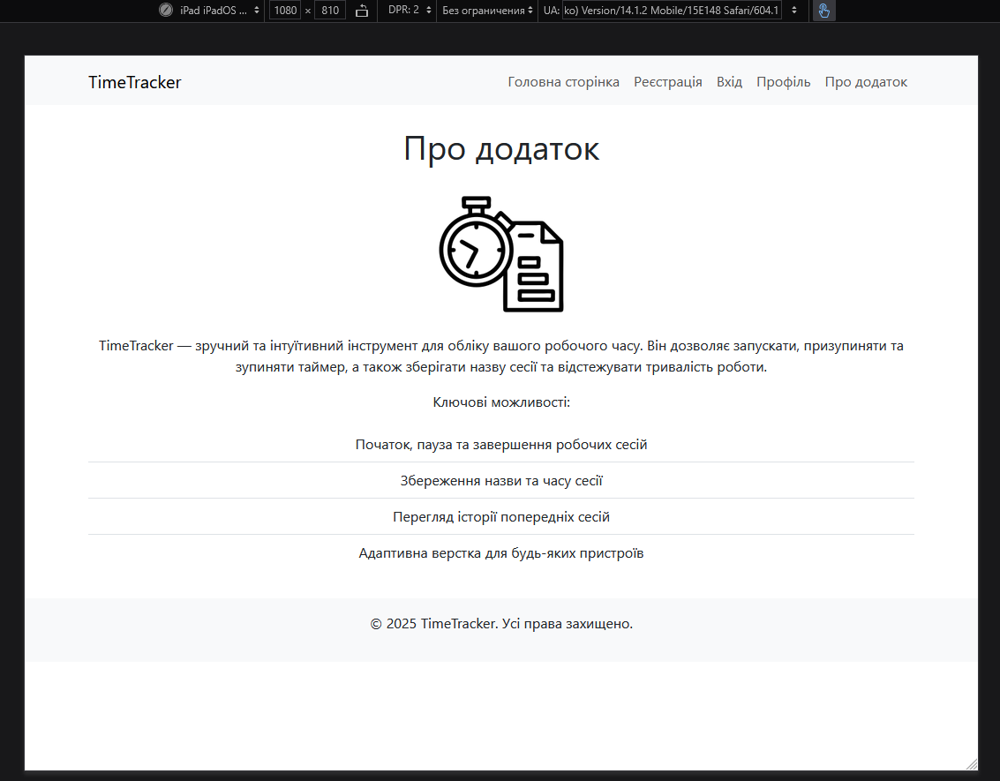 iPad iPadOS ... 1080 × 810 DPR: 2 Без ограничения UA: ko) Version/14.1.2 Mobile/15E148 Safari/604.1
TimeTracker Головна сторінка Реєстрація Вхід Профіль Про додаток
Про додаток
TimeTracker — зручний та інтуїтивний інструмент для обліку вашого робочого часу. Він дозволяє запускати, призупиняти та
зупиняти таймер, а також зберігати назву сесії та відстежувати тривалість роботи.
Ключові можливості:
Початок, пауза та завершення робочих сесій
Збереження назви та часу сесії
Перегляд історії попередніх сесій
Адаптивна верстка для будь-яких пристроїв
© 2025 TimeTracker. Усі права захищено.